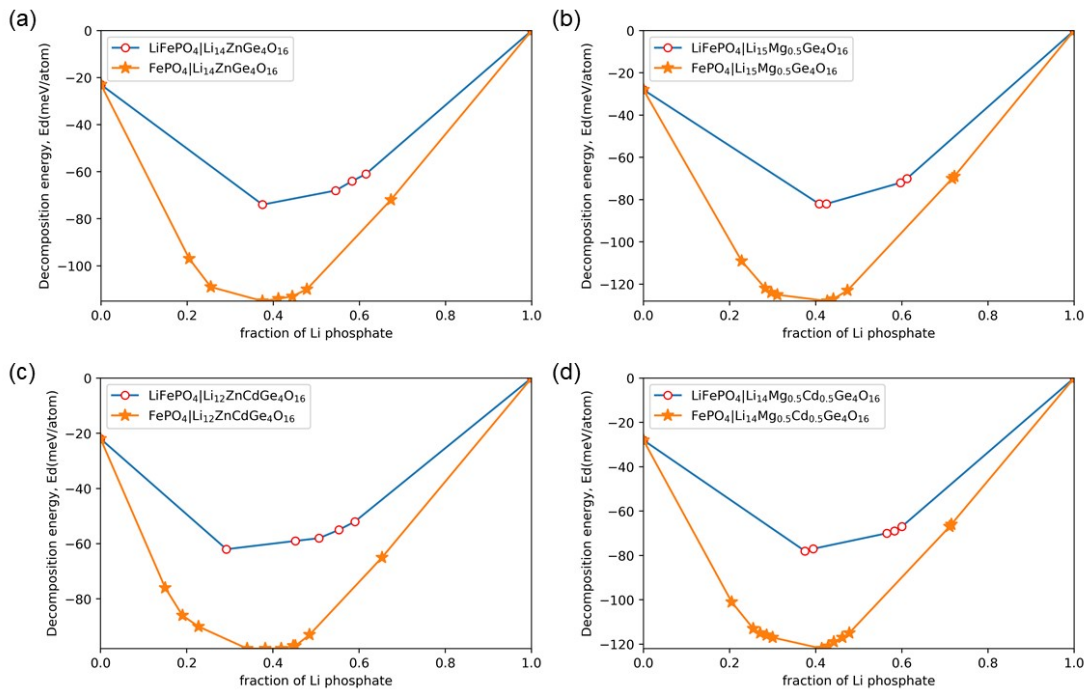 (a)
LiFePO₄|Li₁₄ZnGe₄O₁₆
FePO₄|Li₁₄ZnGe₄O₁₆
Decomposition energy, Ed(meV/atom)
0
−20
−40
−60
−80
−100
0.0 0.2 0.4 0.6 0.8 1.0
fraction of Li phosphate
(b)
LiFePO₄|Li₁₅Mg₀.₅Ge₄O₁₆
FePO₄|Li₁₅Mg₀.₅Ge₄O₁₆
Decomposition energy, Ed(meV/atom)
0
−20
−40
−60
−80
−100
−120
0.0 0.2 0.4 0.6 0.8 1.0
fraction of Li phosphate
(c)
LiFePO₄|Li₁₂ZnCdGe₄O₁₆
FePO₄|Li₁₂ZnCdGe₄O₁₆
Decomposition energy, Ed(meV/atom)
0
−20
−40
−60
−80
0.0 0.2 0.4 0.6 0.8 1.0
fraction of Li phosphate
(d)
LiFePO₄|Li₁₄Mg₀.₅Cd₀.₅Ge₄O₁₆
FePO₄|Li₁₄Mg₀.₅Cd₀.₅Ge₄O₁₆
Decomposition energy, Ed(meV/atom)
0
−20
−40
−60
−80
−100
−120
0.0 0.2 0.4 0.6 0.8 1.0
fraction of Li phosphate